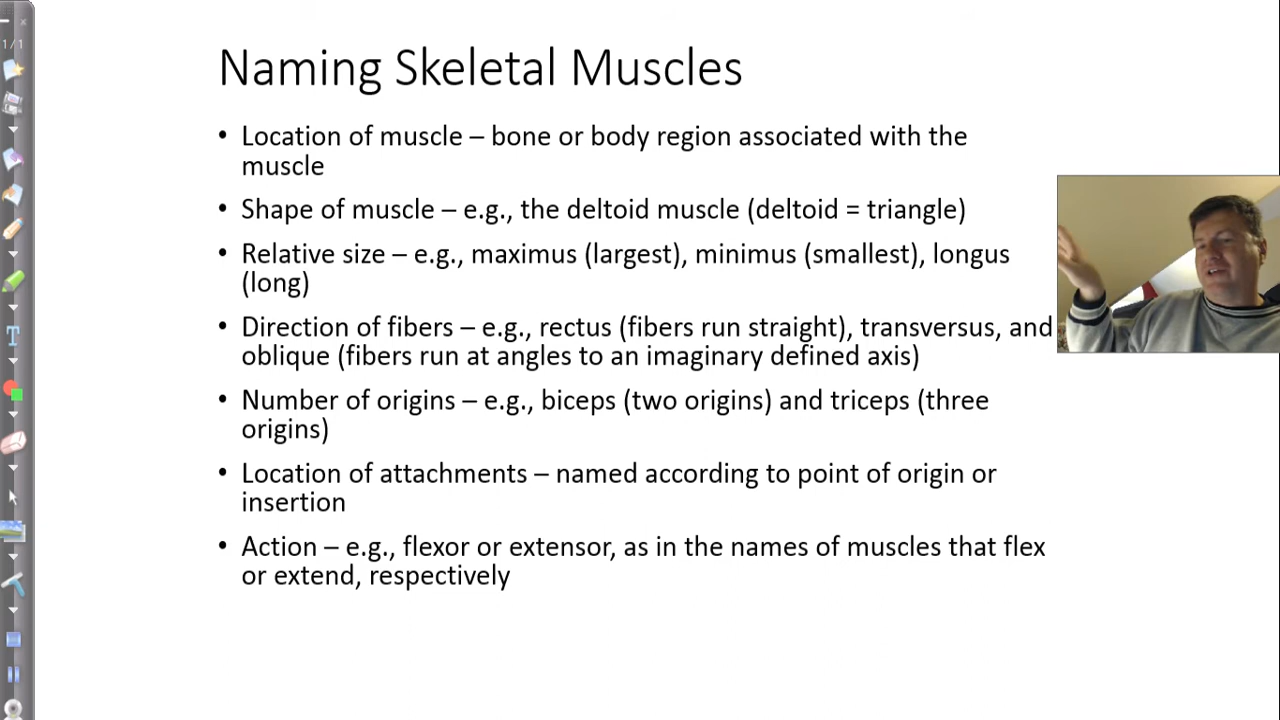 1/1
Naming Skeletal Muscles
• Location of muscle – bone or body region associated with the
muscle
• Shape of muscle – e.g., the deltoid muscle (deltoid = triangle)
• Relative size – e.g., maximus (largest), minimus (smallest), longus
(long)
• Direction of fibers – e.g., rectus (fibers run straight), transversus, and
oblique (fibers run at angles to an imaginary defined axis)
• Number of origins – e.g., biceps (two origins) and triceps (three
origins)
• Location of attachments – named according to point of origin or
insertion
• Action – e.g., flexor or extensor, as in the names of muscles that flex
or extend, respectively